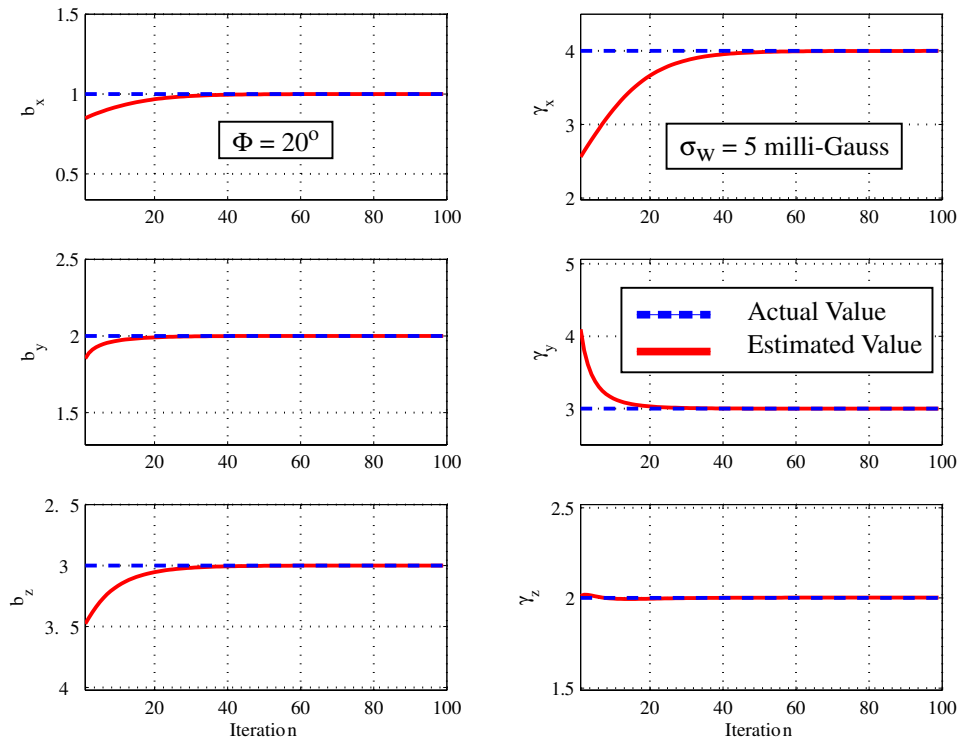 1.5
1
0.5
b_x
Φ = 20°
20 40 60 80 100
4
3
2
γ_x
σ_w = 5 milli-Gauss
20 40 60 80 100
2.5
2
1.5
b_y
20 40 60 80 100
5
4
3
γ_y
Actual Value
Estimated Value
20 40 60 80 100
2. 5
3
3. 5
4
b_z
20 40 60 80 100
Iteration
2.5
2
1.5
γ_z
20 40 60 80 100
Iteration